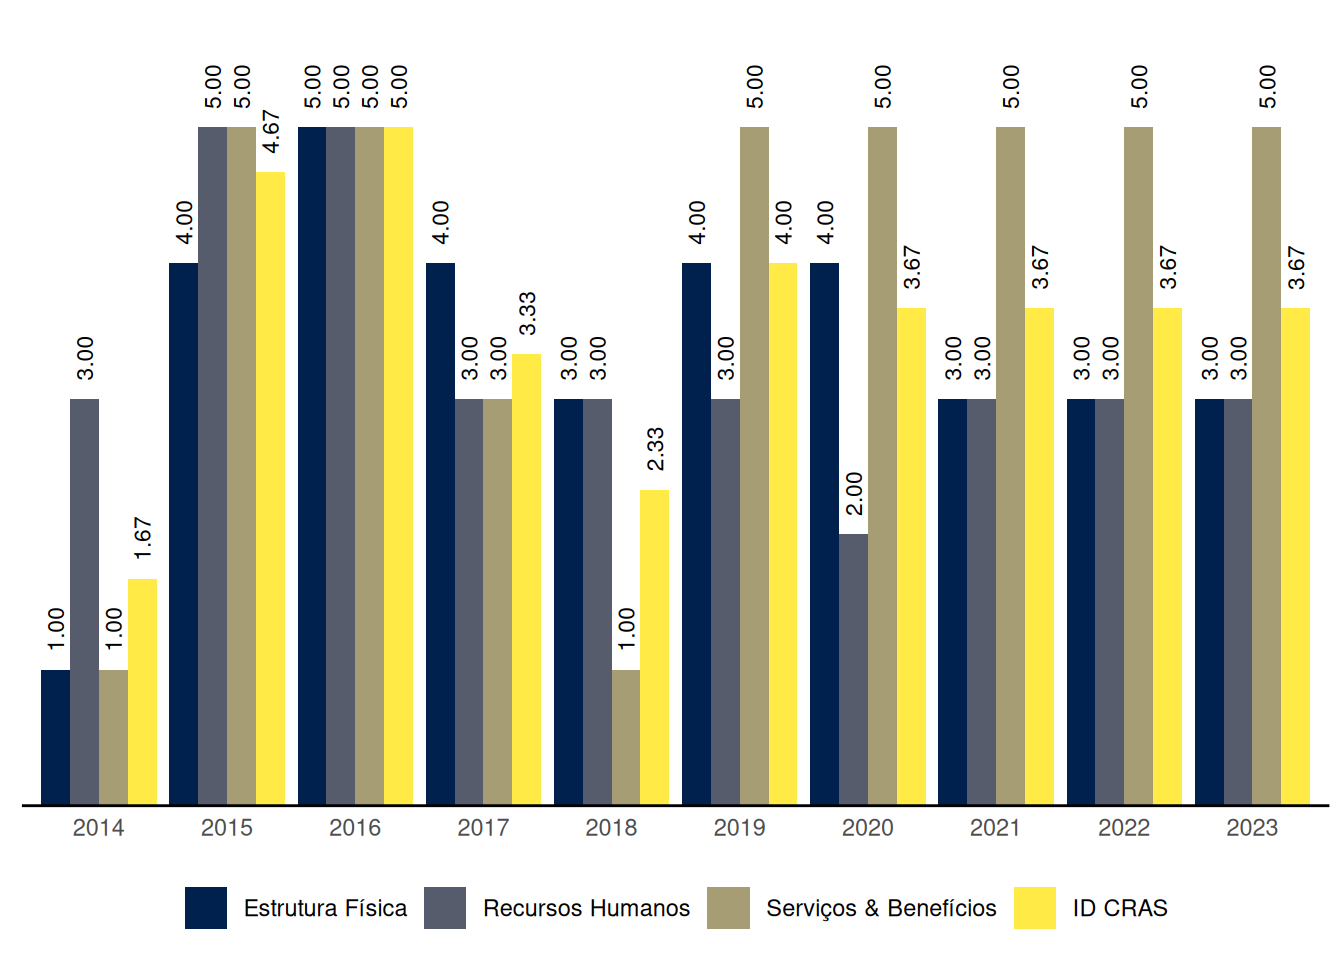 5.00 5.00 5.00 5.00 5.00 5.00 5.00 5.00 5.00 5.00 5.00
4.67
4.00 4.00 4.00 4.00 4.00
3.67 3.67 3.67 3.67
3.33
3.00 3.00 3.00 3.00 3.00 3.00 3.00 3.00 3.00 3.00 3.00 3.00
2.33
2.00
1.67
1.00 1.00 1.00
2014 2015 2016 2017 2018 2019 2020 2021 2022 2023
Estrutura Física Recursos Humanos Serviços & Benefícios ID CRAS